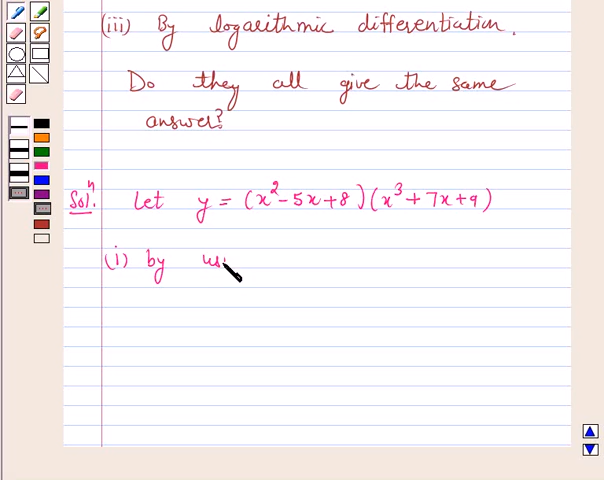 (iii) By logarithmic differentiation.
Do they all give the same
answer?
Solⁿ. Let y = (x² - 5x + 8) (x³ + 7x + 9)
(i) by usi